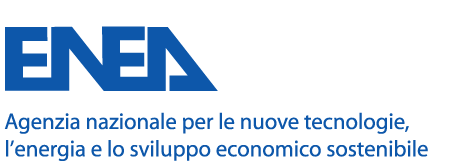 ENEA
Agenzia nazionale per le nuove tecnologie,
l'energia e lo sviluppo economico sostenibile